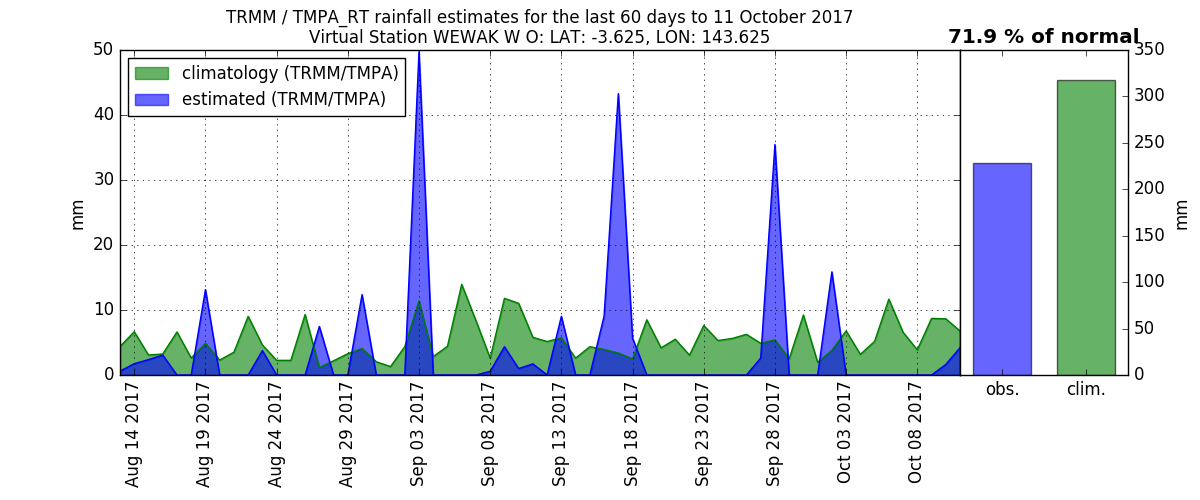 TRMM / TMPA_RT rainfall estimates for the last 60 days to 11 October 2017
Virtual Station WEWAK W O: LAT: -3.625, LON: 143.625
71.9 % of normal
climatology (TRMM/TMPA)
estimated (TRMM/TMPA)
50
40
30
20
10
0
mm
350
300
250
200
150
100
50
0
mm
Aug 14 2017
Aug 19 2017
Aug 24 2017
Aug 29 2017
Sep 03 2017
Sep 08 2017
Sep 13 2017
Sep 18 2017
Sep 23 2017
Sep 28 2017
Oct 03 2017
Oct 08 2017
obs.
clim.